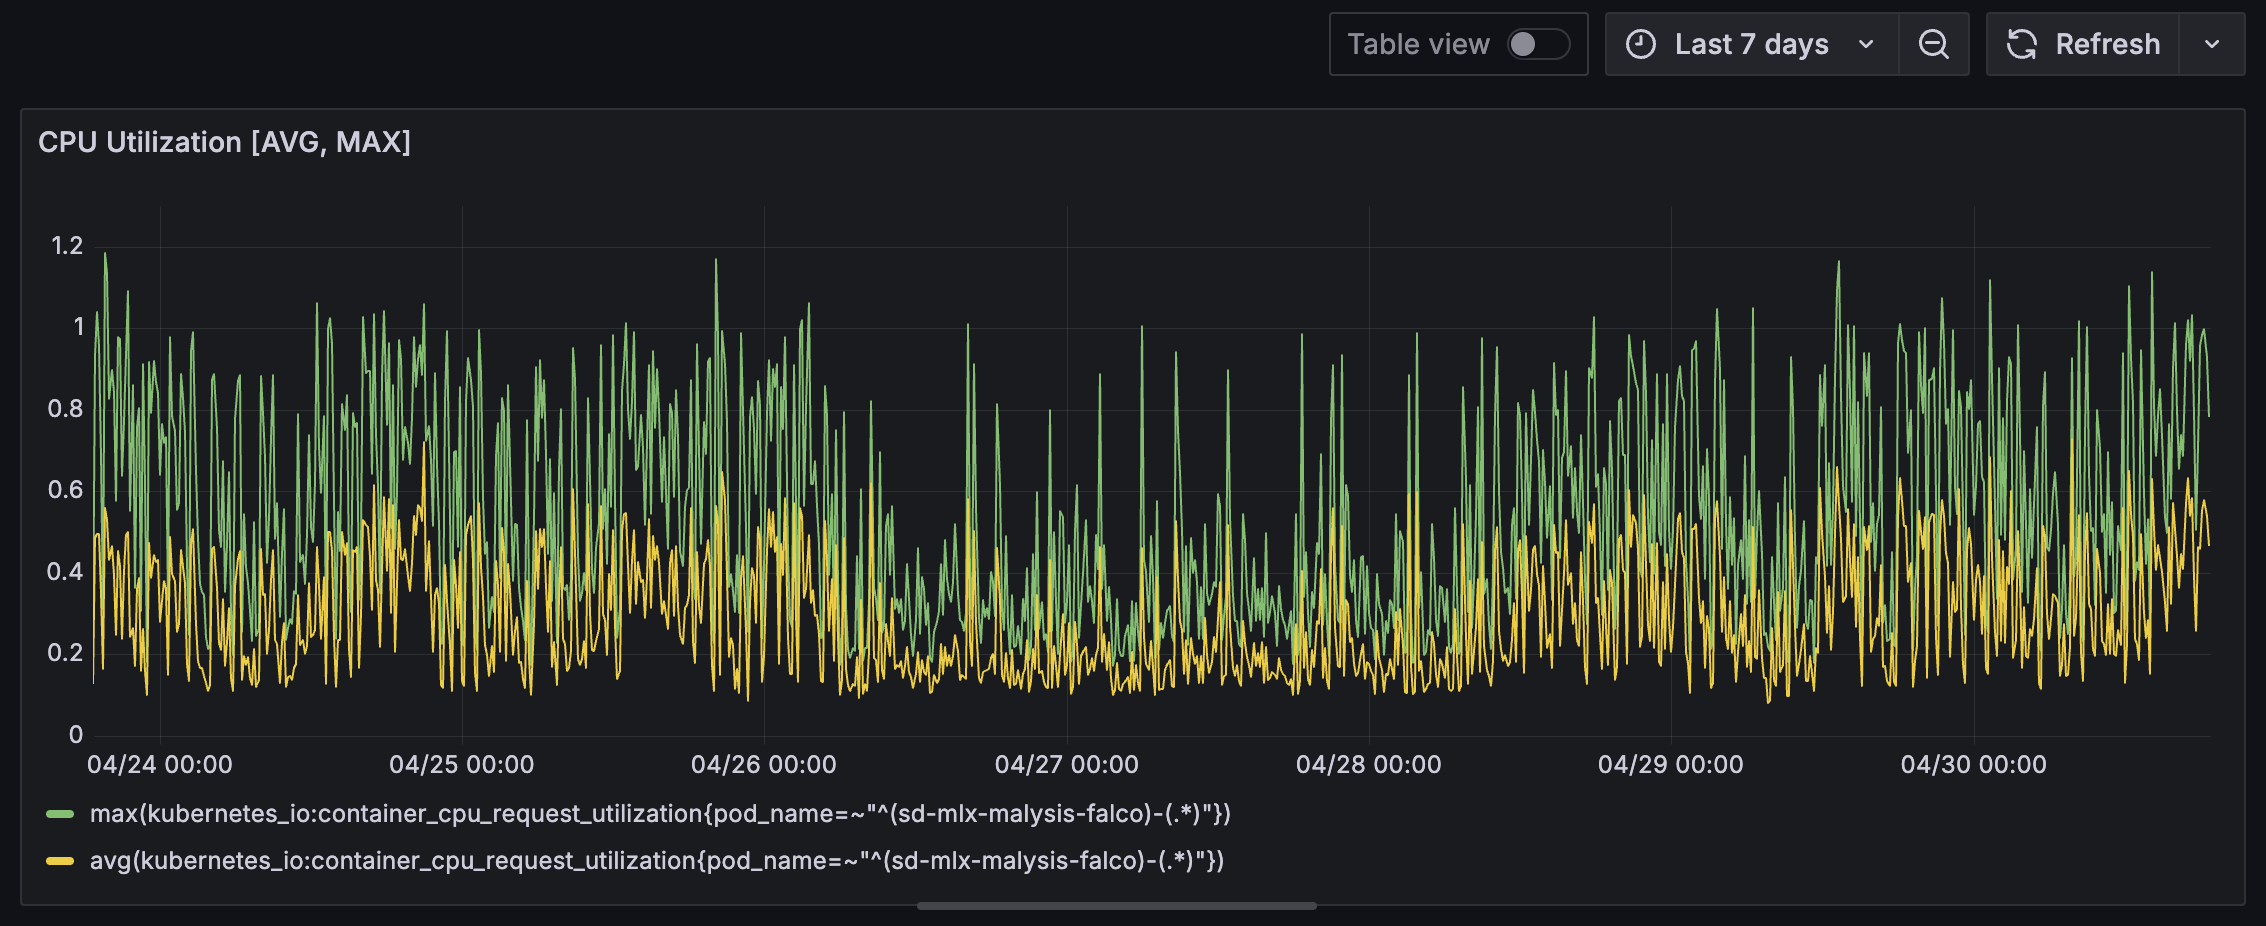 Table view
Last 7 days
Refresh
CPU Utilization [AVG, MAX]
1.2
1
0.8
0.6
0.4
0.2
0
04/24 00:00
04/25 00:00
04/26 00:00
04/27 00:00
04/28 00:00
04/29 00:00
04/30 00:00
max(kubernetes_io:container_cpu_request_utilization{pod_name=~"^(sd-mlx-malysis-falco)-(.*)"})
avg(kubernetes_io:container_cpu_request_utilization{pod_name=~"^(sd-mlx-malysis-falco)-(.*)"})